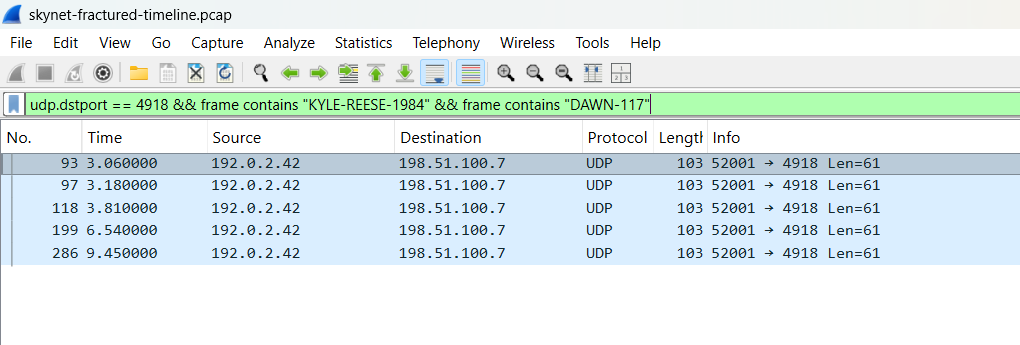 skynet-fractured-timeline.pcap
File Edit View Go Capture Analyze Statistics Telephony Wireless Tools Help
udp.dstport == 4918 && frame contains "KYLE-REESE-1984" && frame contains "DAWN-117"
No. Time Source Destination Protocol Length Info
93 3.060000 192.0.2.42 198.51.100.7 UDP 103 52001 → 4918 Len=61
97 3.180000 192.0.2.42 198.51.100.7 UDP 103 52001 → 4918 Len=61
118 3.810000 192.0.2.42 198.51.100.7 UDP 103 52001 → 4918 Len=61
199 6.540000 192.0.2.42 198.51.100.7 UDP 103 52001 → 4918 Len=61
286 9.450000 192.0.2.42 198.51.100.7 UDP 103 52001 → 4918 Len=61